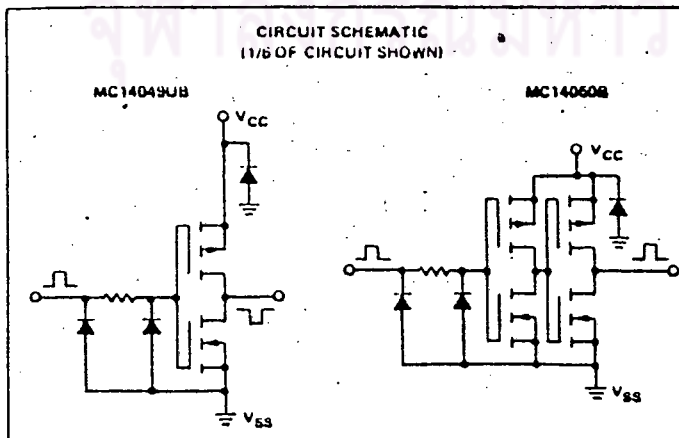 CIRCUIT SCHEMATIC
(1/6 OF CIRCUIT SHOWN)
MC14049UB
MC14050B
VCC
VCC
VSS
VSS